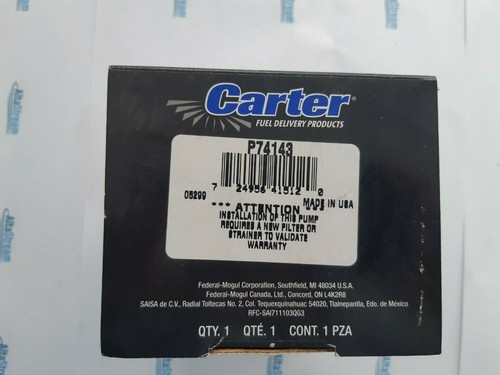 Carter®
FUEL DELIVERY PRODUCTS
P74143
7 24956 41512 0
05299
MADE IN USA
*** ATTENTION ***
INSTALLATION OF THIS PUMP
REQUIRES A NEW FILTER OR
STRAINER TO VALIDATE
WARRANTY
Federal-Mogul Corporation, Southfield, MI 48034 U.S.A.
Federal-Mogul Canada, Ltd., Concord, ON L4K2R8
SAISA de C.V., Radial Toltecas No. 2, Col. Tequexquinahuac 54020, Tlalnepantla, Edo. de México
RFC-SAI711103QG3
QTY. 1 QTÉ. 1 CONT. 1 PZA